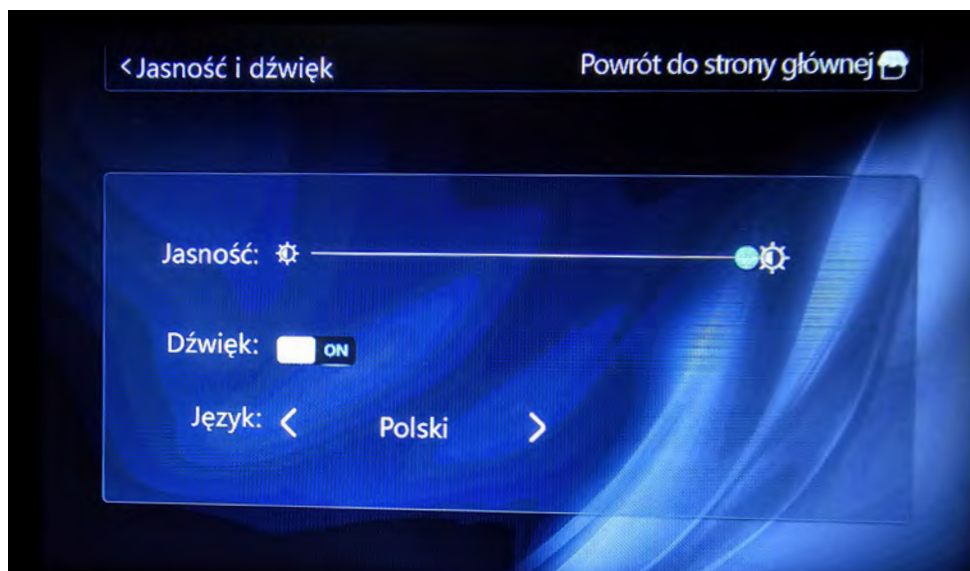 <Jasność i dźwięk
Powrót do strony głównej
Jasność:
Dźwięk: ON
Język: < Polski >